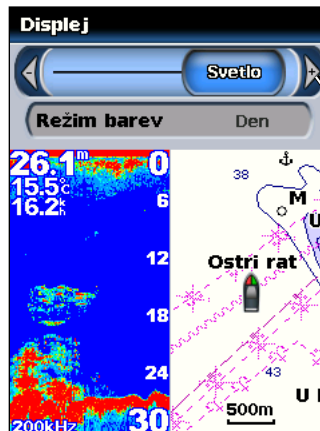 Displej
- Svetlo +
Režim barev Den
26.1m 0
15.5°C
16.2k/h
6
12
18
24
30
200kHz
38
M
Ostri rat
43
500m